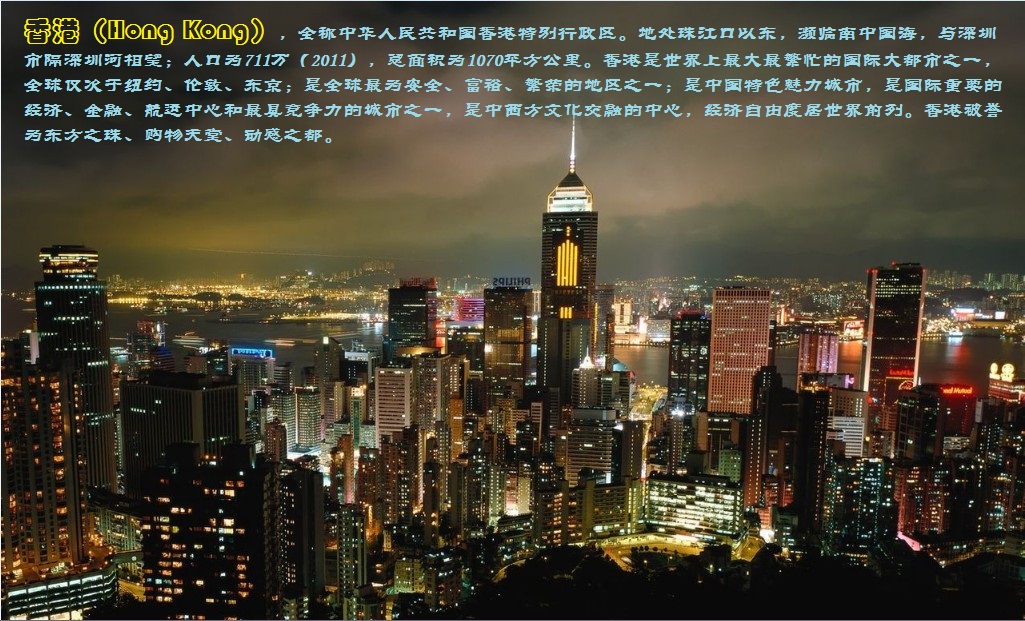 香港（Hong Kong），全称中华人民共和国香港特别行政区。地处珠江口以东，濒临南中国海，与深圳
市隔深圳河相望；人口为711万（2011），总面积为1070平方公里。香港是世界上最大最繁忙的国际大都市之一，
全球仅次于纽约、伦敦、东京；是全球最为安全、富裕、繁荣的地区之一；是中国特色魅力城市，是国际重要的
经济、金融、航运中心和最具竞争力的城市之一，是中西方文化交融的中心，经济自由度居世界前列。香港被誉
为东方之珠、购物天堂、动感之都。
PHILIPS